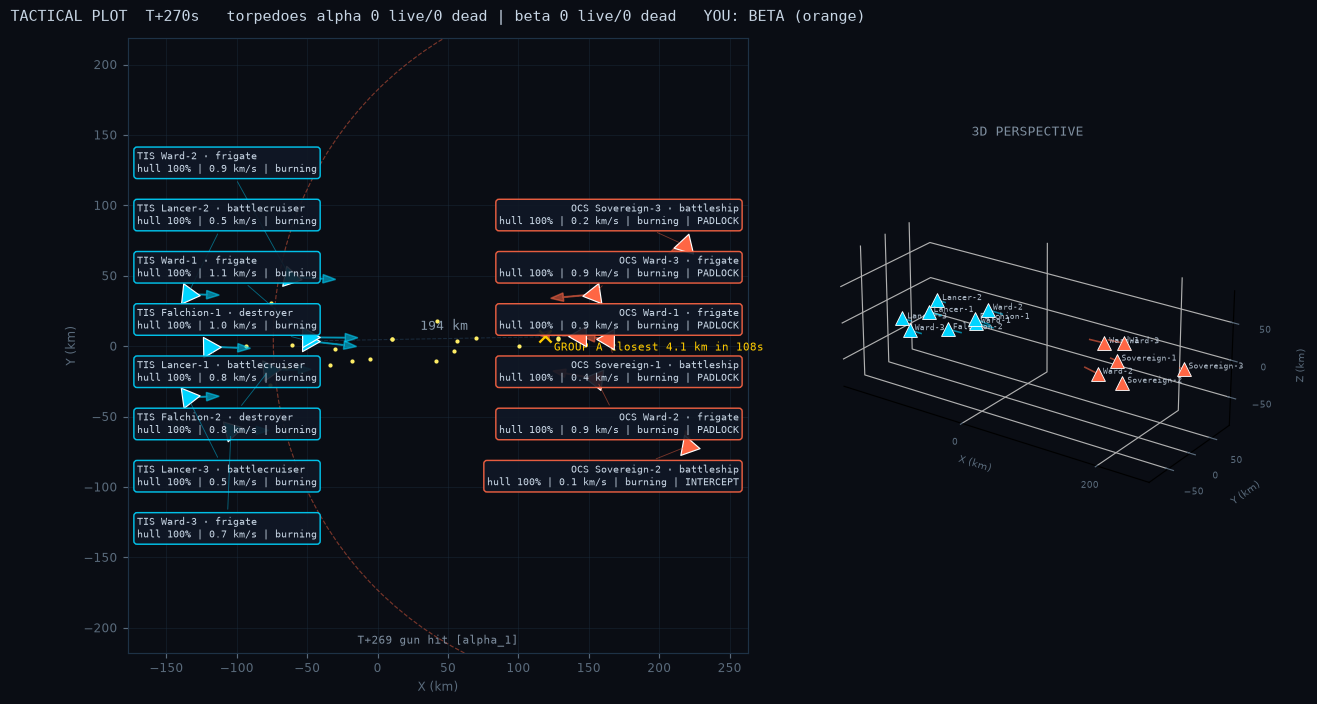 TACTICAL PLOT  T+270s   torpedoes alpha 0 live/0 dead | beta 0 live/0 dead   YOU: BETA (orange)
3D PERSPECTIVE
TIS Ward-2 · frigate
hull 100% | 0.9 km/s | burning
TIS Lancer-2 · battlecruiser
hull 100% | 0.5 km/s | burning
TIS Ward-1 · frigate
hull 100% | 1.1 km/s | burning
TIS Falchion-1 · destroyer
hull 100% | 1.0 km/s | burning
TIS Lancer-1 · battlecruiser
hull 100% | 0.8 km/s | burning
TIS Falchion-2 · destroyer
hull 100% | 0.8 km/s | burning
TIS Lancer-3 · battlecruiser
hull 100% | 0.5 km/s | burning
TIS Ward-3 · frigate
hull 100% | 0.7 km/s | burning
OCS Sovereign-3 · battleship
hull 100% | 0.2 km/s | burning | PADLOCK
OCS Ward-3 · frigate
hull 100% | 0.9 km/s | burning | PADLOCK
OCS Ward-1 · frigate
hull 100% | 0.9 km/s | burning | PADLOCK
OCS Sovereign-1 · battleship
hull 100% | 0.4 km/s | burning | PADLOCK
OCS Ward-2 · frigate
hull 100% | 0.9 km/s | burning | PADLOCK
OCS Sovereign-2 · battleship
hull 100% | 0.1 km/s | burning | INTERCEPT
194 km
GROUP A closest 4.1 km in 108s
T+269 gun hit [alpha_1]
200
150
100
50
0
−50
−100
−150
−200
Y (km)
−150
−100
−50
0
50
100
150
200
250
X (km)
Lancer-2
Lancer-1
Ward-2
Ward-3
Ward-3
Sovereign-1
Sovereign-3
Ward-2
0
200
X (km)
−50
0
50
Y (km)
50
0
−50
Z (km)